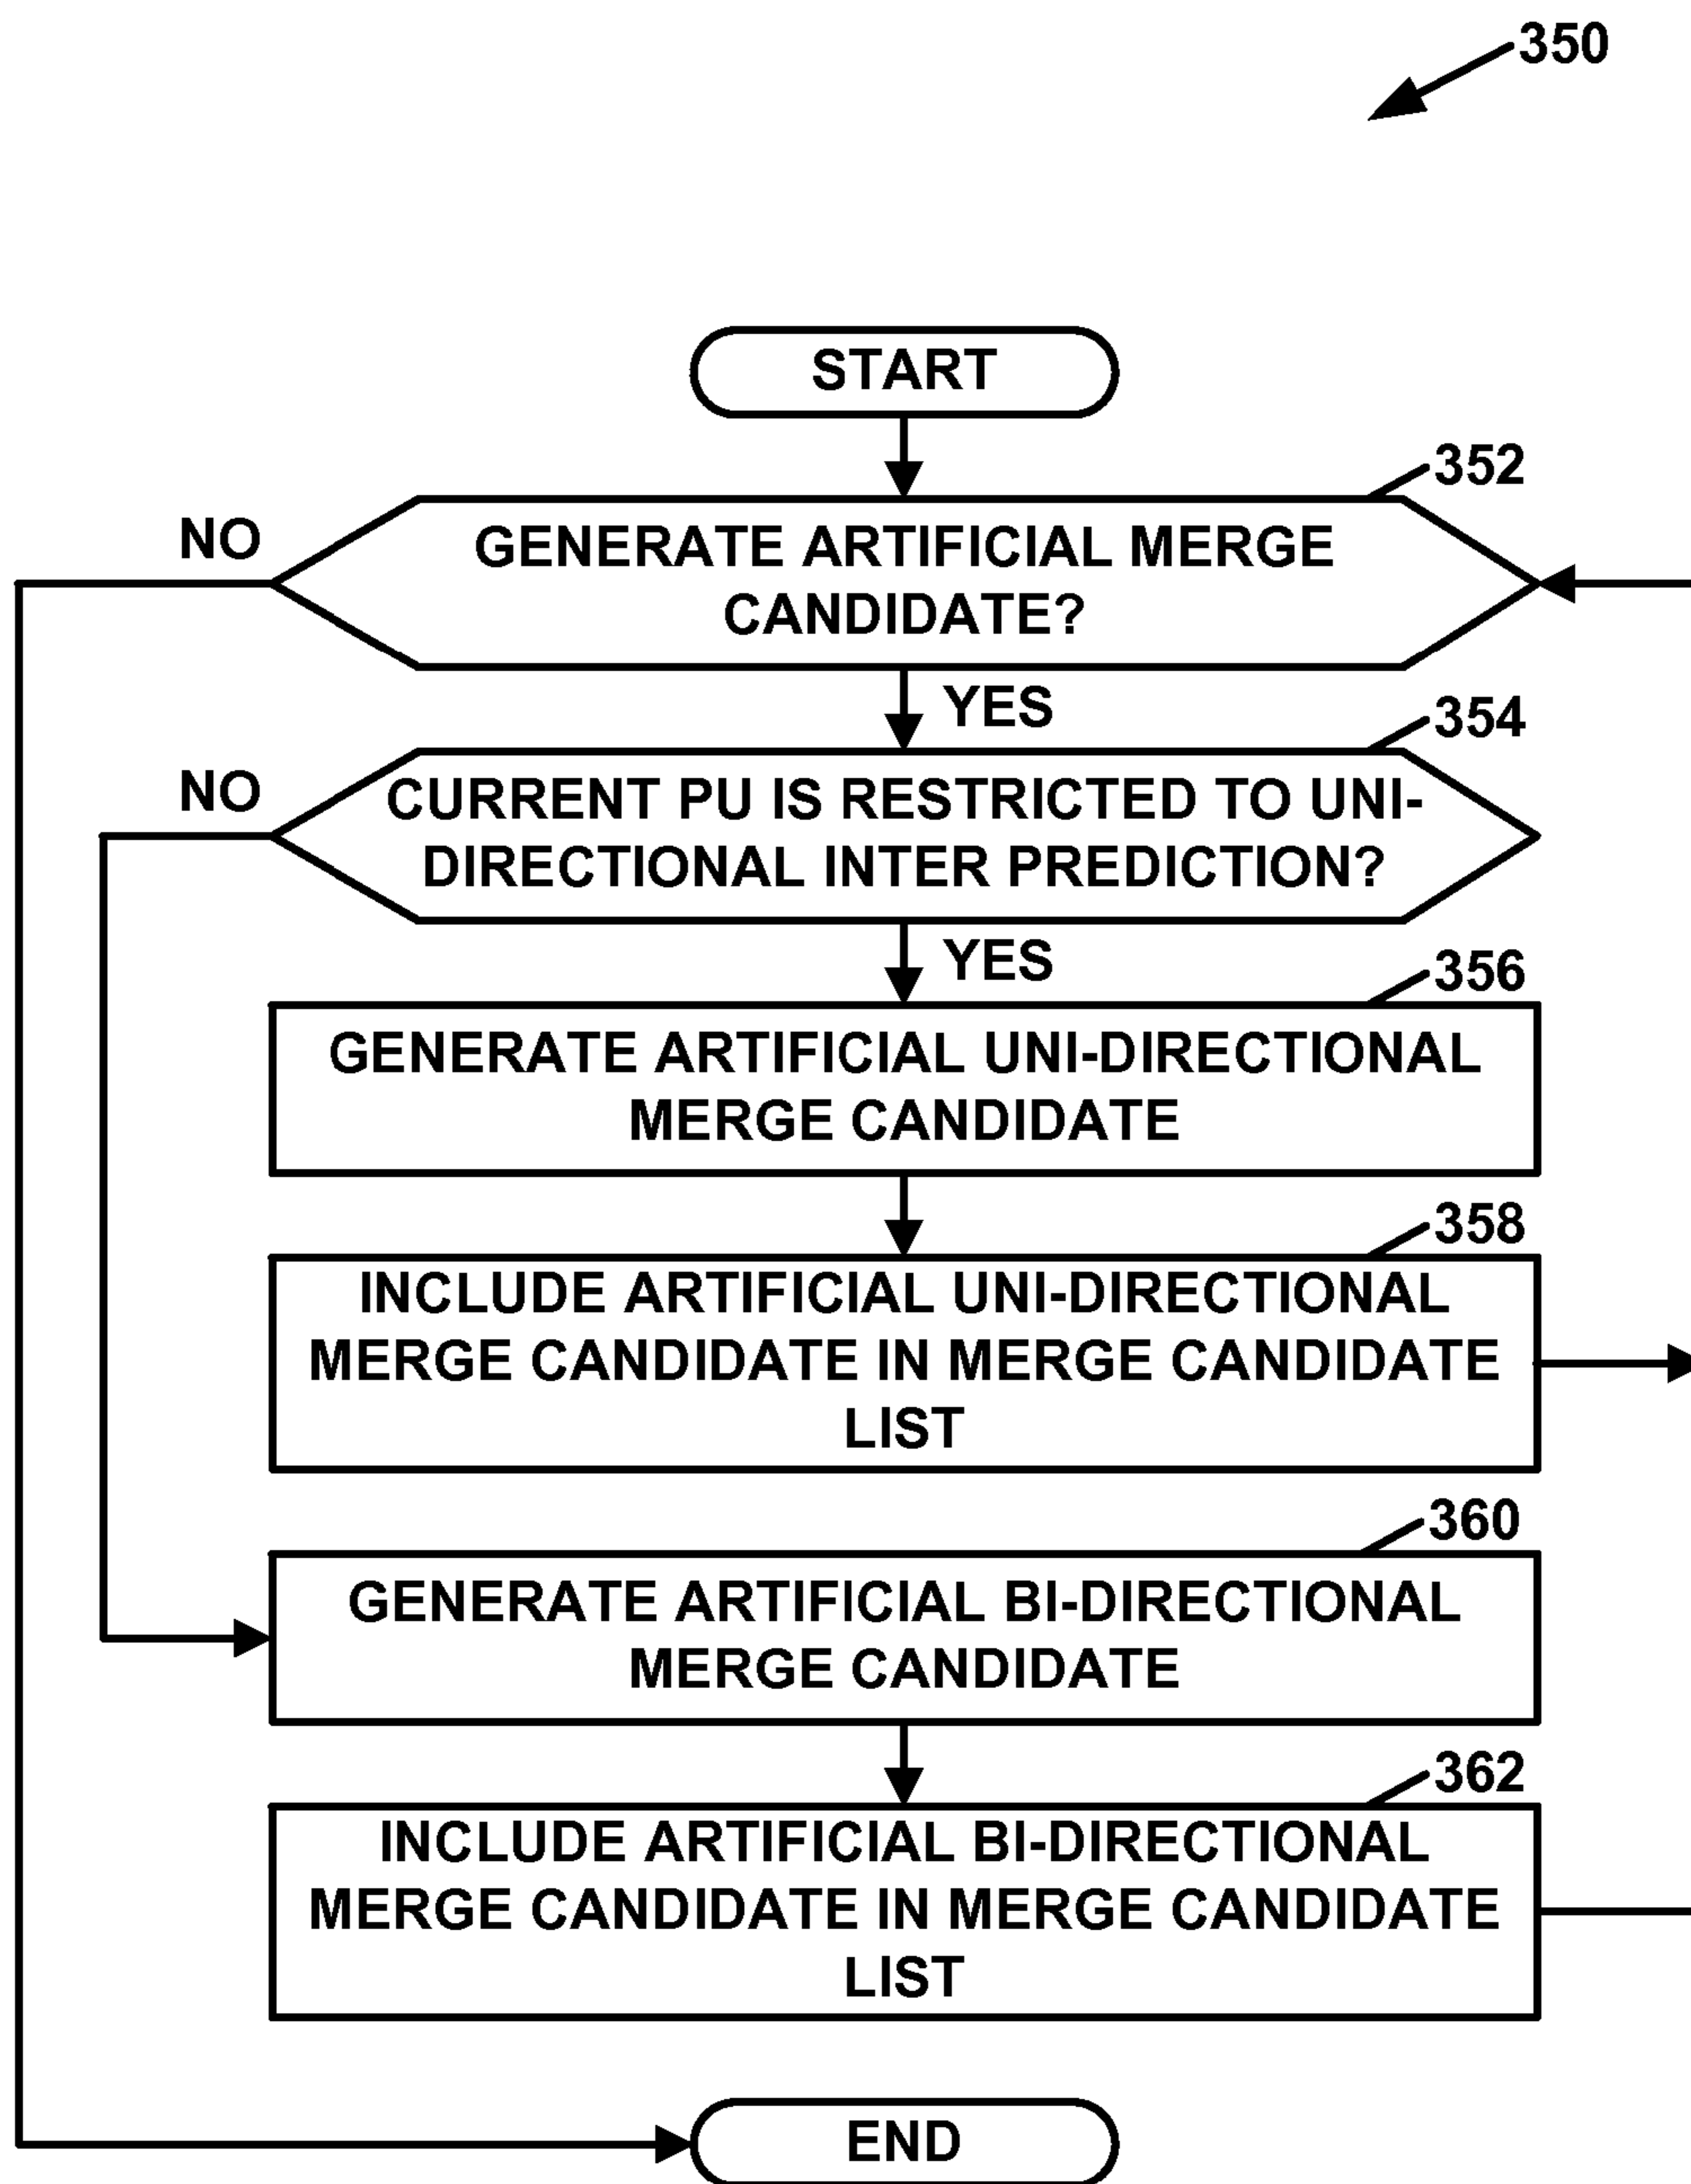 350
START
352
NO
GENERATE ARTIFICIAL MERGE
CANDIDATE?
YES
354
NO
CURRENT PU IS RESTRICTED TO UNI-
DIRECTIONAL INTER PREDICTION?
YES
356
GENERATE ARTIFICIAL UNI-DIRECTIONAL
MERGE CANDIDATE
358
INCLUDE ARTIFICIAL UNI-DIRECTIONAL
MERGE CANDIDATE IN MERGE CANDIDATE
LIST
360
GENERATE ARTIFICIAL BI-DIRECTIONAL
MERGE CANDIDATE
362
INCLUDE ARTIFICIAL BI-DIRECTIONAL
MERGE CANDIDATE IN MERGE CANDIDATE
LIST
END